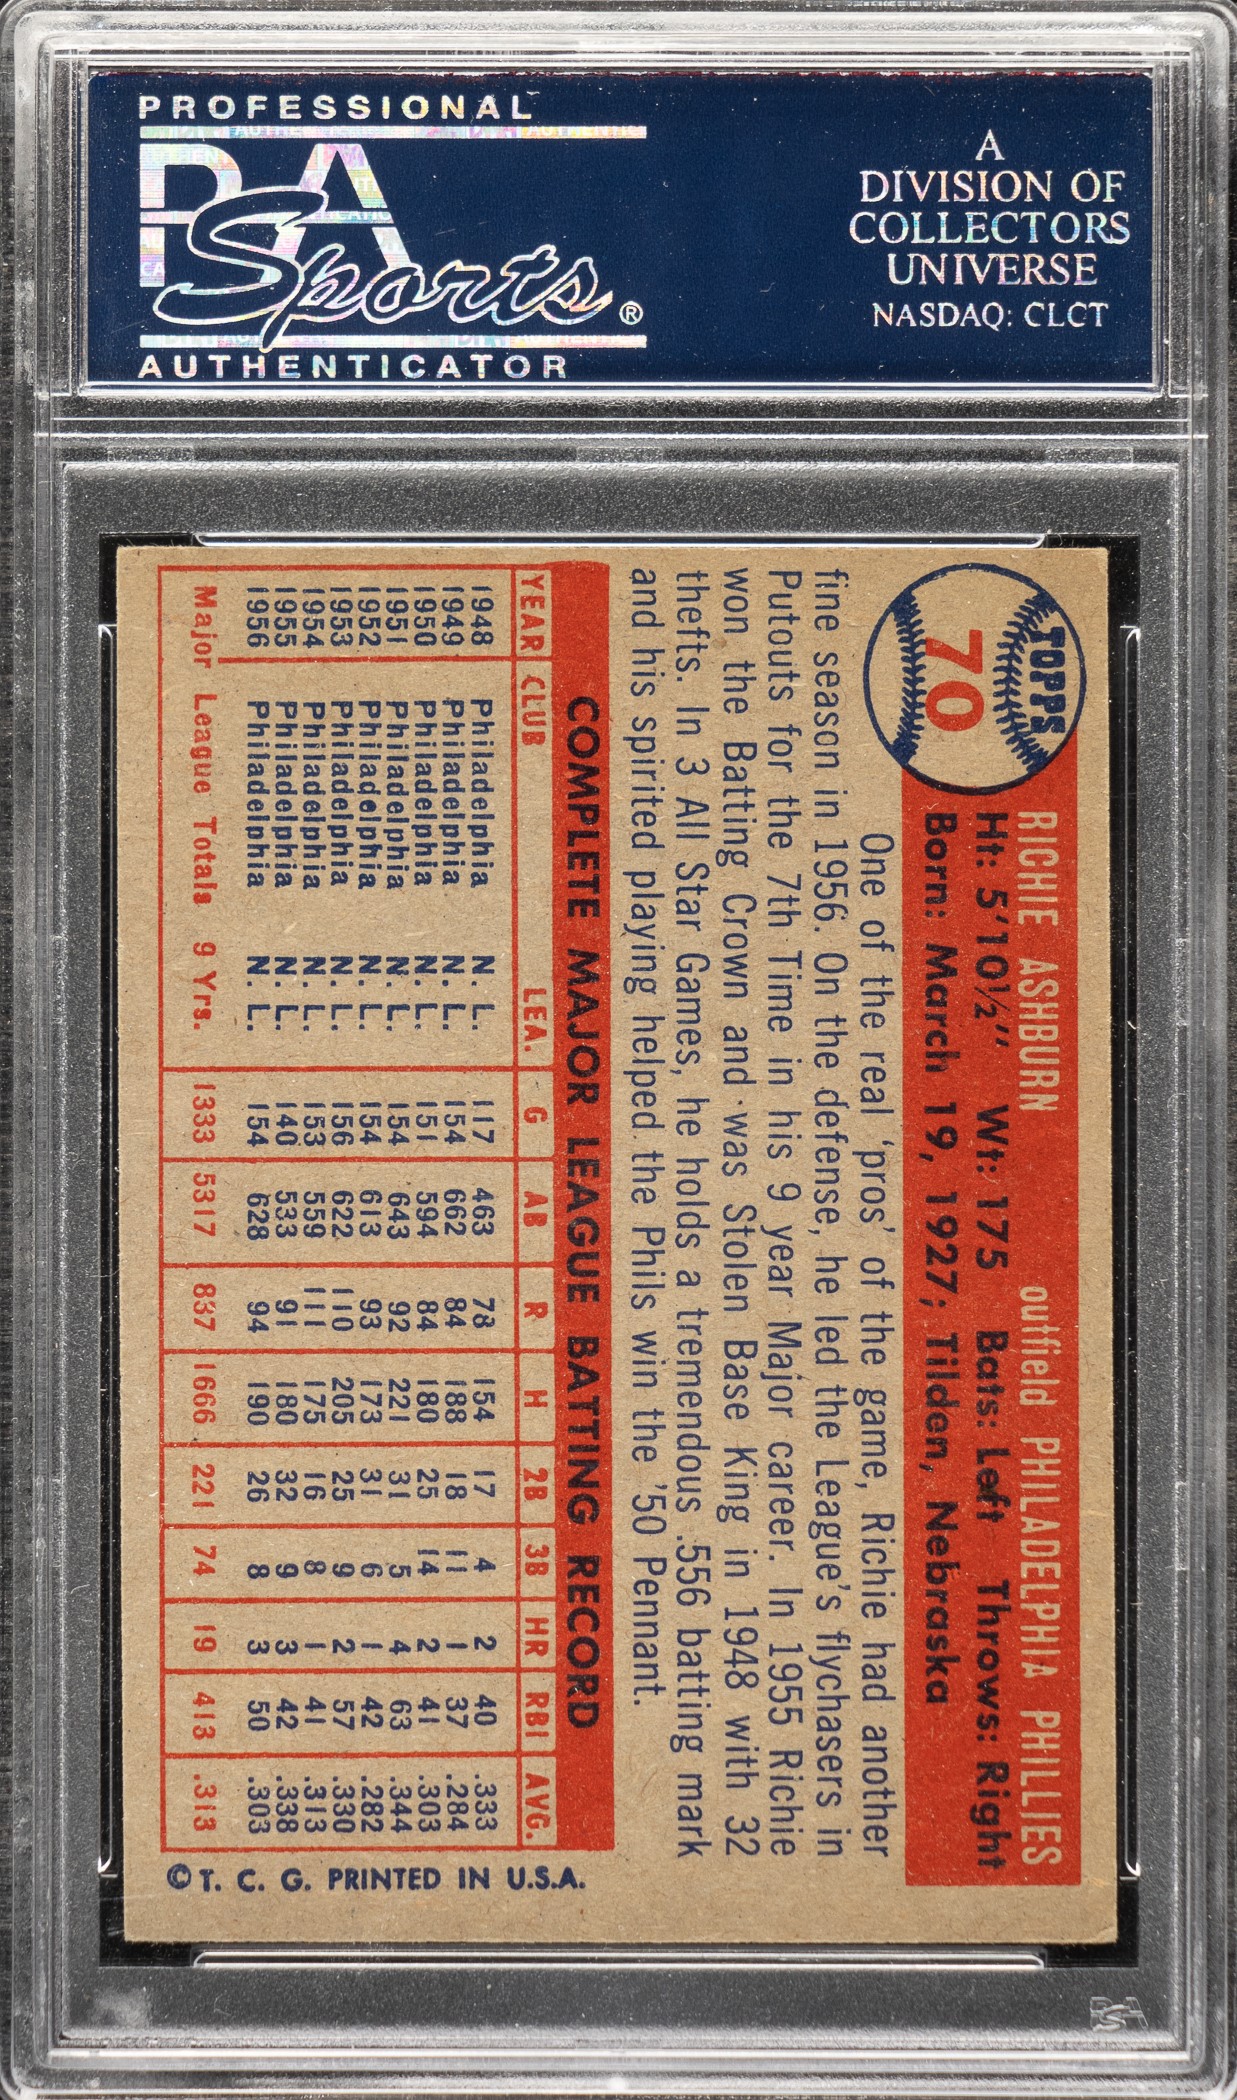 PROFESSIONAL
PSA
Sports®
AUTHENTICATOR
A
DIVISION OF
COLLECTORS
UNIVERSE
NASDAQ: CLCT
TOPPS
70
RICHIE ASHBURN outfield PHILADELPHIA PHILLIES
Ht: 5'10½" Wt: 175 Bats: Left Throws: Right
Born: March 19, 1927; Tilden, Nebraska
One of the real 'pros' of the game, Richie had another
fine season in 1956. On the defense, he led the League's flychasers in
Putouts for the 7th Time in his 9 year Major career. In 1955 Richie
won the Batting Crown and was Stolen Base King in 1948 with 32
thefts. In 3 All Star Games, he holds a tremendous .556 batting mark
and his spirited playing helped the Phils win the '50 Pennant.
COMPLETE MAJOR LEAGUE BATTING RECORD
YEAR CLUB LEA. G AB R H 2B 3B HR RBI AVG.
1948 Philadelphia N. L. 117 463 78 154 17 4 2 40 .333
1949 Philadelphia N. L. 154 662 84 188 18 11 1 37 .284
1950 Philadelphia N. L. 151 594 84 180 25 14 2 41 .303
1951 Philadelphia N. L. 154 643 92 221 31 5 4 63 .344
1952 Philadelphia N. L. 154 613 93 173 31 6 1 42 .282
1953 Philadelphia N. L. 156 622 110 205 25 9 2 57 .330
1954 Philadelphia N. L. 153 559 111 175 16 8 1 41 .313
1955 Philadelphia N. L. 140 533 91 180 32 9 3 42 .338
1956 Philadelphia N. L. 154 628 94 190 26 8 3 50 .303
Major League Totals 9 Yrs. 1333 5317 837 1666 221 74 19 413 .313
© T. C. G. PRINTED IN U.S.A.
PSA